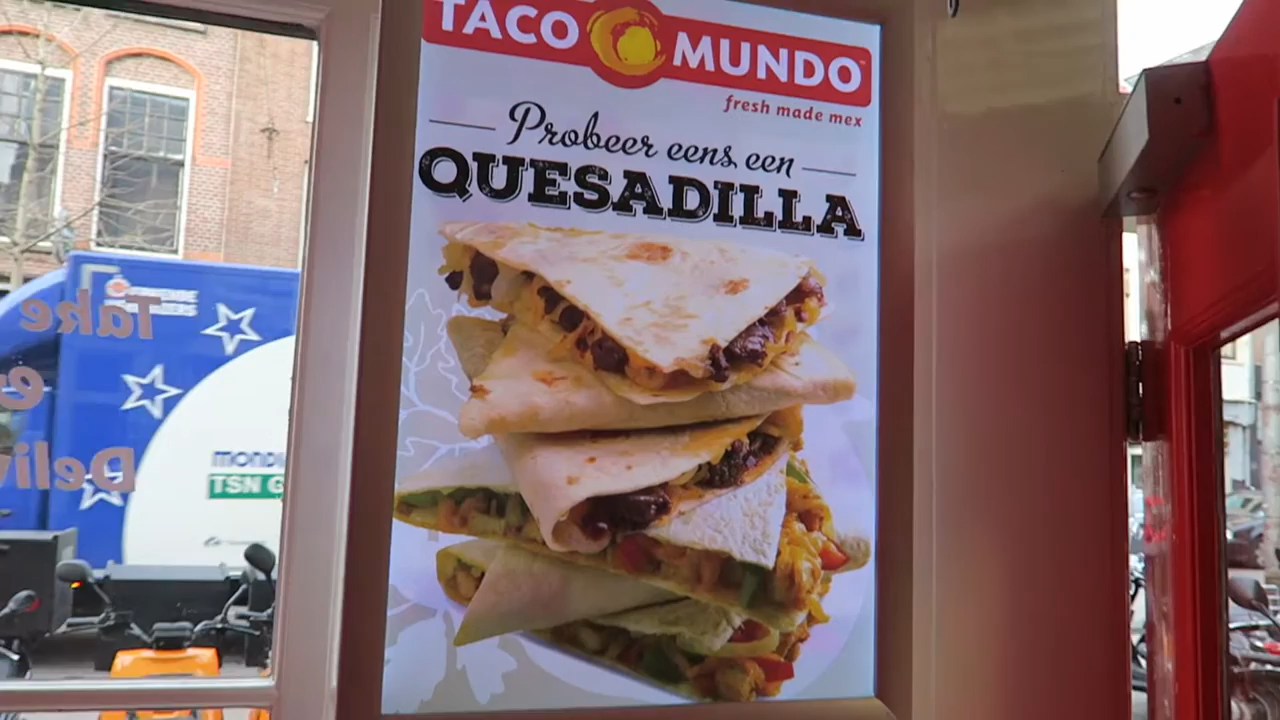 TACO MUNDO
fresh made mex
Probeer eens een
QUESADILLA
Take
Deliv
TSN G